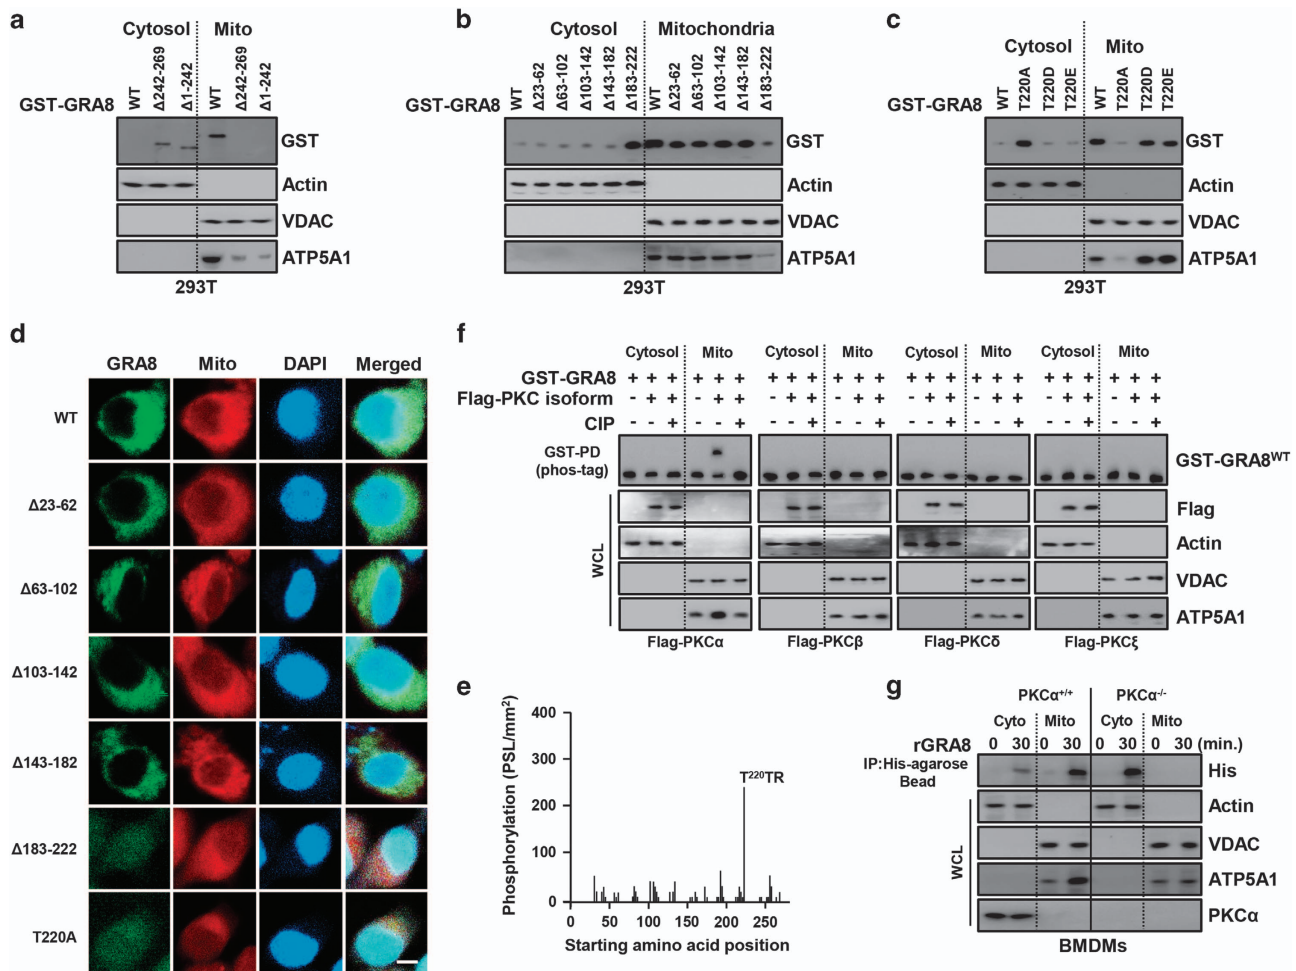 a
Cytosol Mito
GST-GRA8 WT Δ242-269 Δ1-242 WT Δ242-269 Δ1-242
GST
Actin
VDAC
ATP5A1
293T
b
Cytosol Mitochondria
GST-GRA8 WT Δ23-62 Δ63-102 Δ103-142 Δ143-182 Δ183-222 WT Δ23-62 Δ63-102 Δ103-142 Δ143-182 Δ183-222
GST
Actin
VDAC
ATP5A1
293T
c
Cytosol Mito
GST-GRA8 WT T220A T220D T220E WT T220A T220D T220E
GST
Actin
VDAC
ATP5A1
293T
d
GRA8 Mito DAPI Merged
WT
Δ23-62
Δ63-102
Δ103-142
Δ143-182
Δ183-222
T220A
f
Cytosol Mito Cytosol Mito Cytosol Mito Cytosol Mito
GST-GRA8 + + + + + + + + + + + + + + + + + + + + + + + +
Flag-PKC isoform - + + - + + - + + - + + - + + - + + - + + - + +
CIP - - + - - + - - + - - + - - + - - + - - + - - +
GST-PD
(phos-tag)
GST-GRA8WT
WCL
Flag
Actin
VDAC
ATP5A1
Flag-PKCα Flag-PKCβ Flag-PKCδ Flag-PKCξ
e
Phosphorylation (PSL/mm²)
400
300
200
100
0
T²²⁰TR
0 50 100 150 200 250
Starting amino acid position
g
PKCα+/+ PKCα-/-
Cyto Mito Cyto Mito
rGRA8 0 30 0 30 0 30 0 30 (min.)
IP:His-agarose
Bead
His
WCL
Actin
VDAC
ATP5A1
PKCα
BMDMs